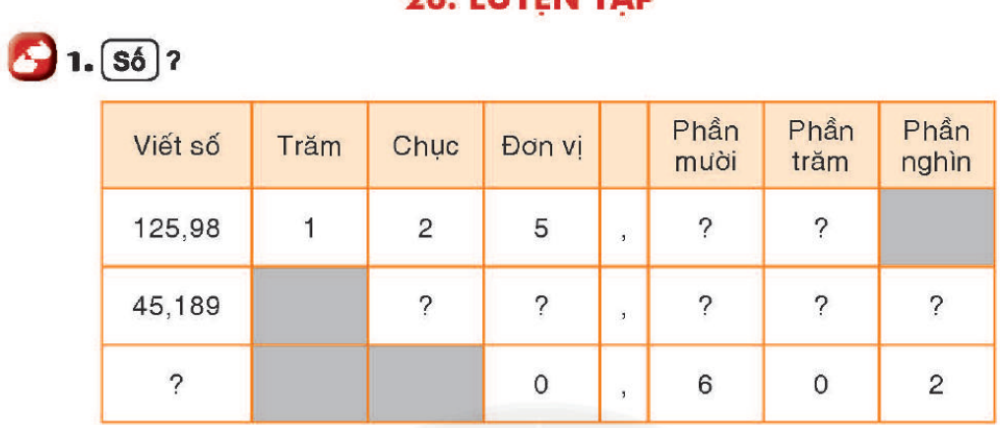 20. LUYỆN TẬP
1. Số ?
Viết số Trăm Chục Đơn vị Phần mười Phần trăm Phần nghìn
125,98 1 2 5 , ? ?
45,189 ? ? , ? ? ?
? 0 , 6 0 2